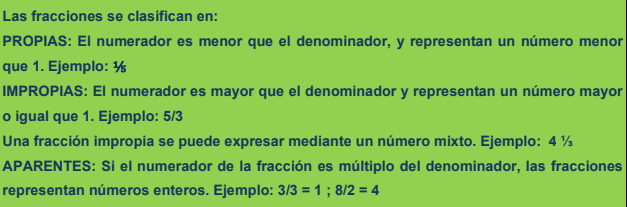 Las fracciones se clasifican en:
PROPIAS: El numerador es menor que el denominador, y representan un número menor
que 1. Ejemplo: ⅕
IMPROPIAS: El numerador es mayor que el denominador y representan un número mayor
o igual que 1. Ejemplo: 5/3
Una fracción impropia se puede expresar mediante un número mixto. Ejemplo: 4 ⅓
APARENTES: Si el numerador de la fracción es múltiplo del denominador, las fracciones
representan números enteros. Ejemplo: 3/3 = 1 ; 8/2 = 4